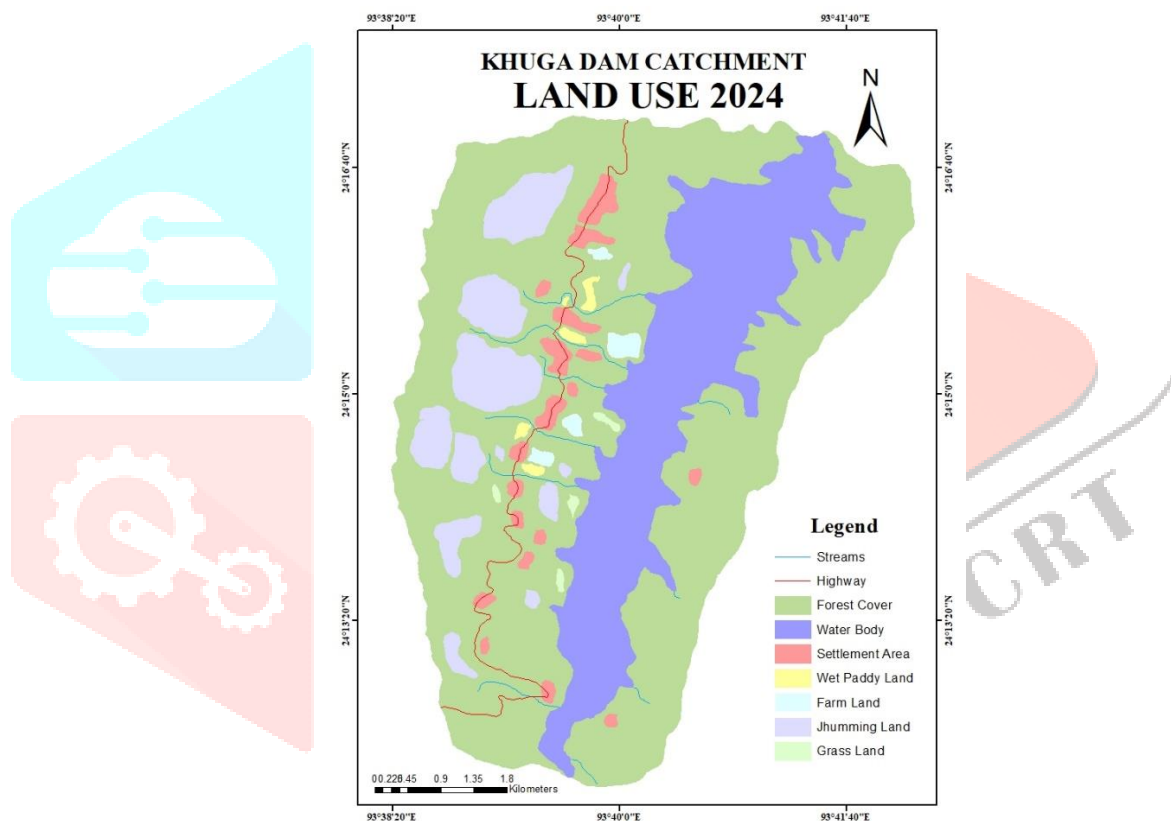 93°38'20"E 93°40'0"E 93°41'40"E
KHUGA DAM CATCHMENT
LAND USE 2024
N
24°16'40"N 24°16'40"N
24°15'0"N 24°15'0"N
24°13'20"N 24°13'20"N
Legend
Streams
Highway
Forest Cover
Water Body
Settlement Area
Wet Paddy Land
Farm Land
Jhumming Land
Grass Land
0 0.9 1.35 1.8
Kilometers
93°38'20"E 93°40'0"E 93°41'40"E
CRT